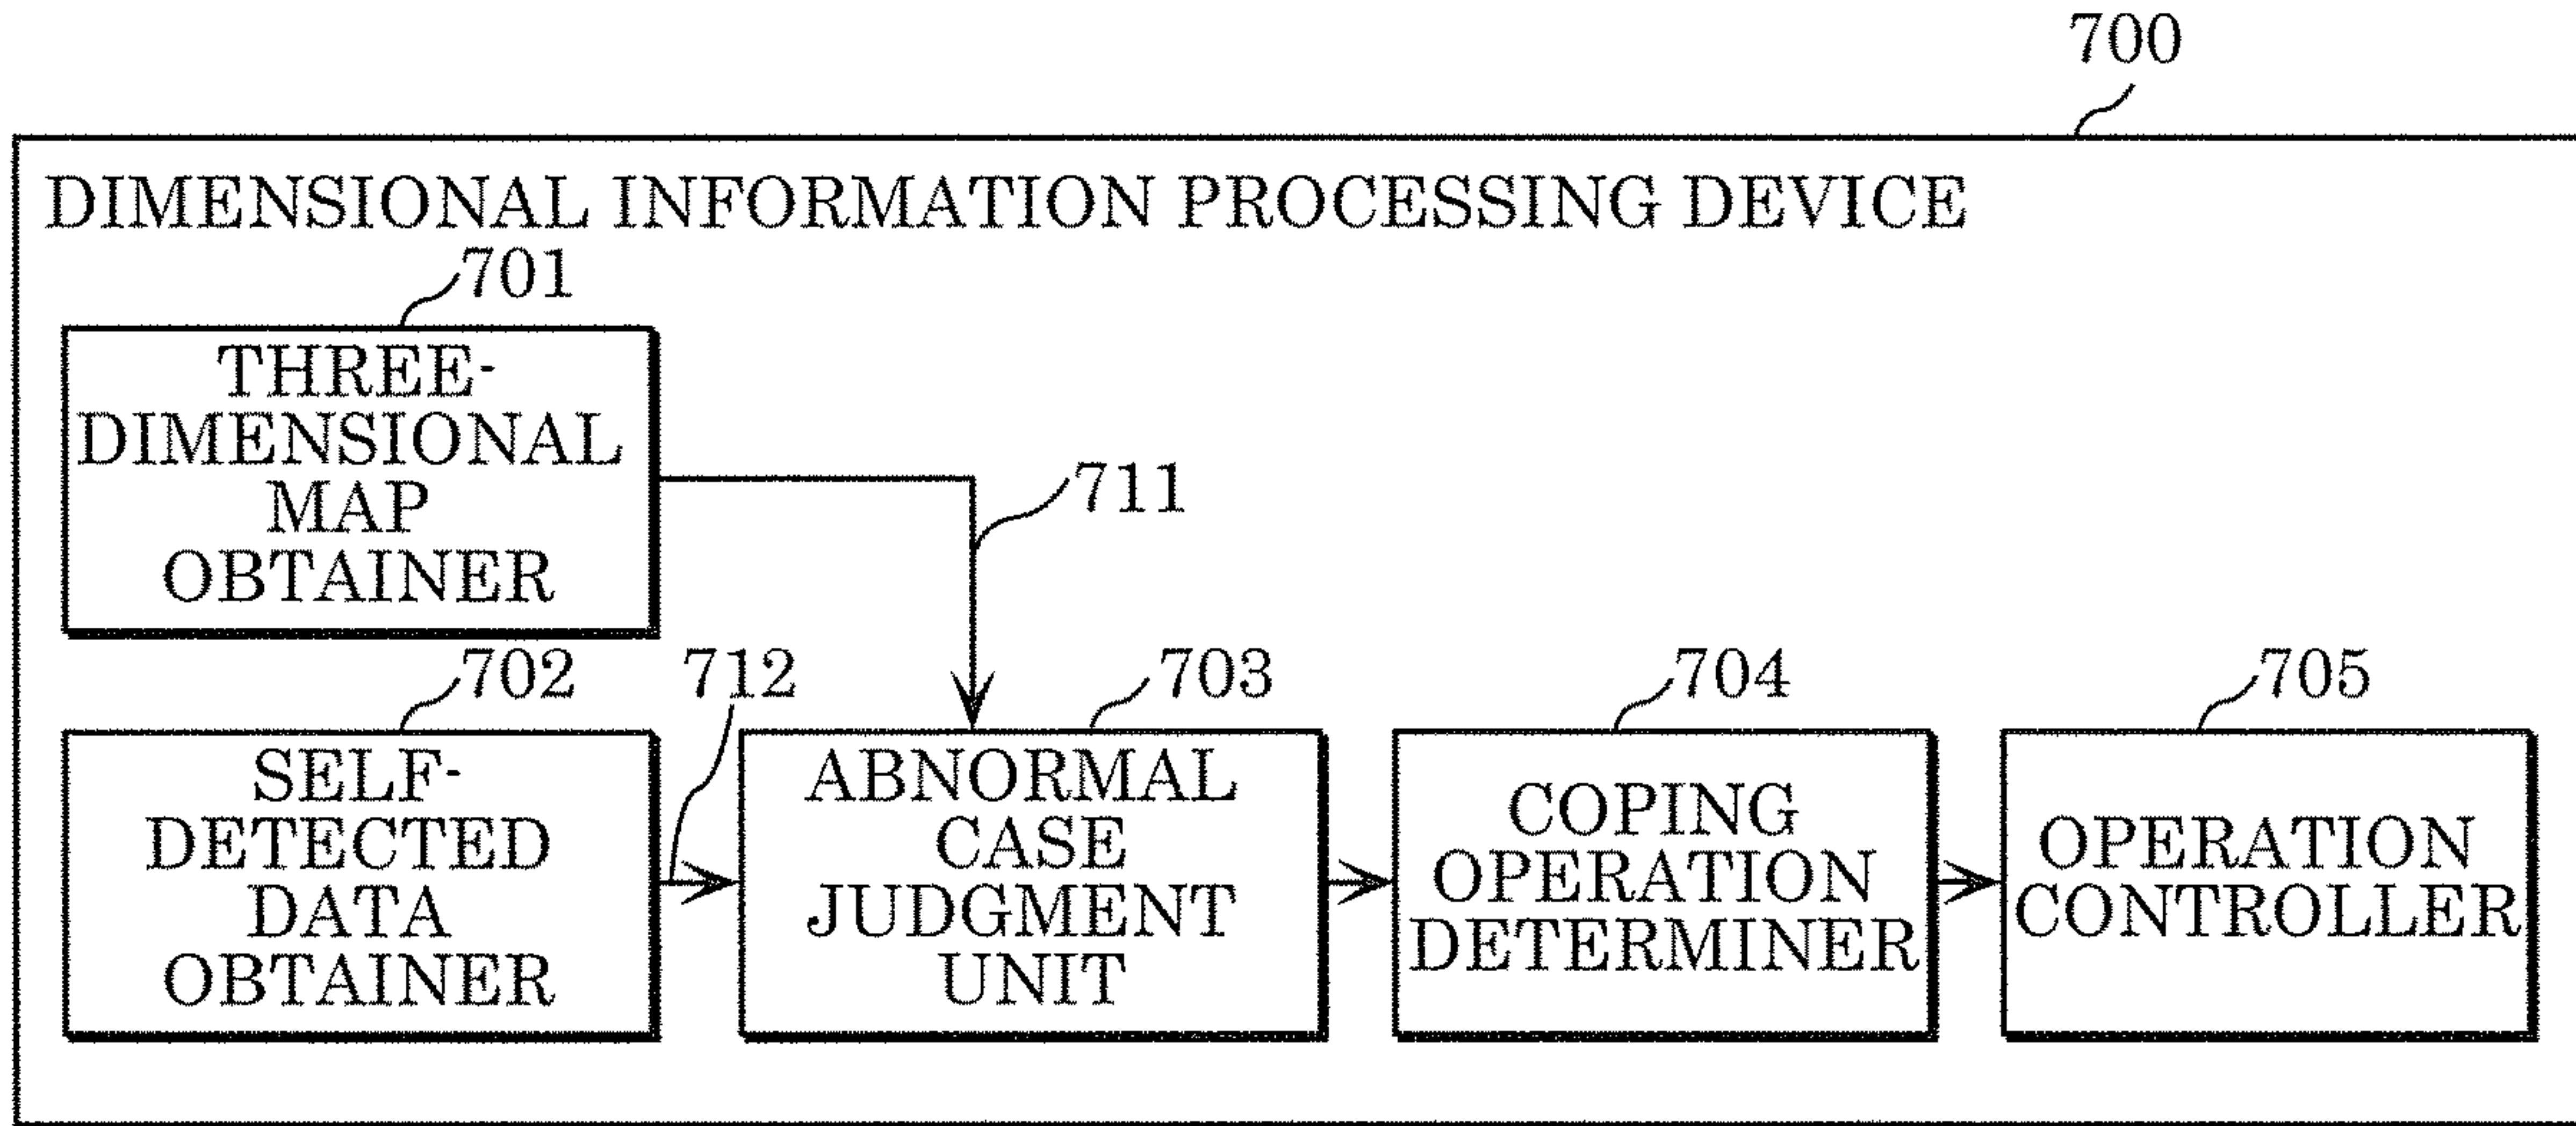 700
DIMENSIONAL INFORMATION PROCESSING DEVICE
701
THREE-
DIMENSIONAL
MAP
OBTAINER
711
702
SELF-
DETECTED
DATA
OBTAINER
712
703
ABNORMAL
CASE
JUDGMENT
UNIT
704
COPING
OPERATION
DETERMINER
705
OPERATION
CONTROLLER